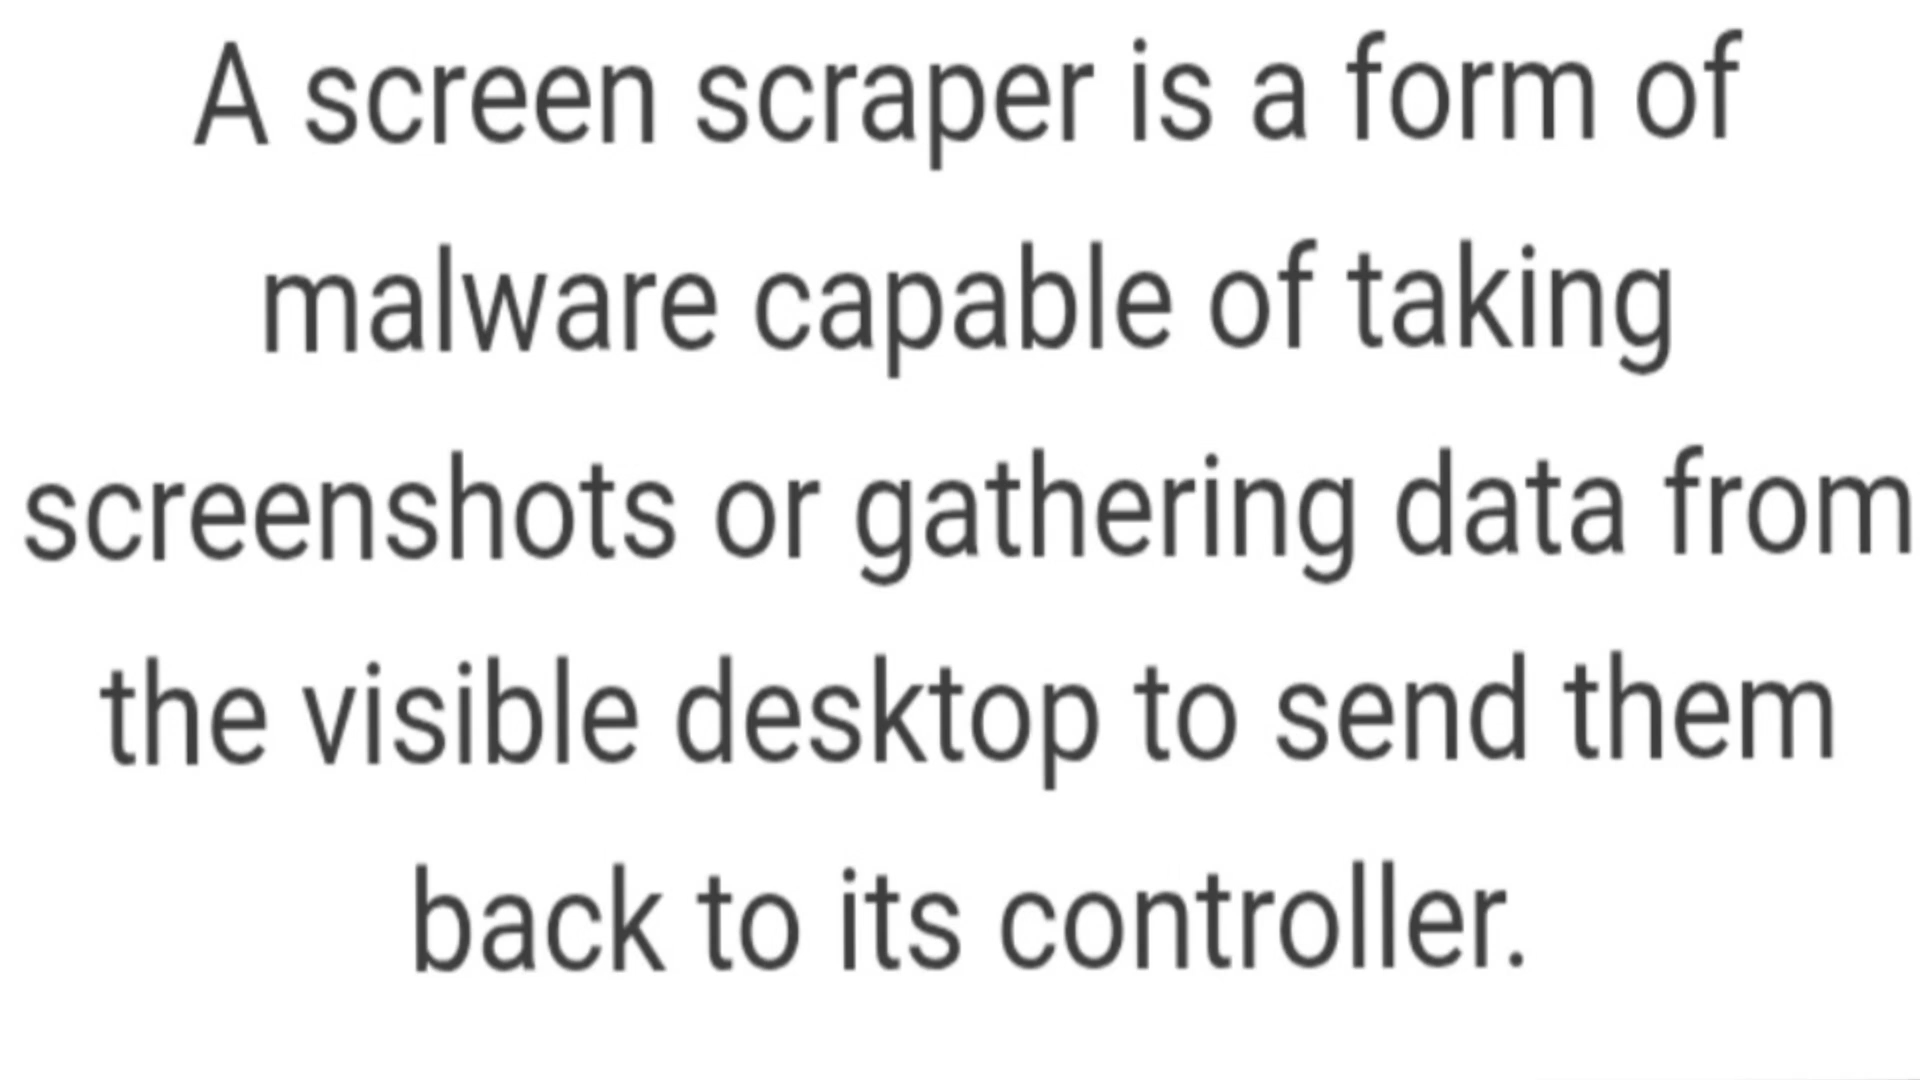 A screen scraper is a form of
malware capable of taking
screenshots or gathering data from
the visible desktop to send them
back to its controller.